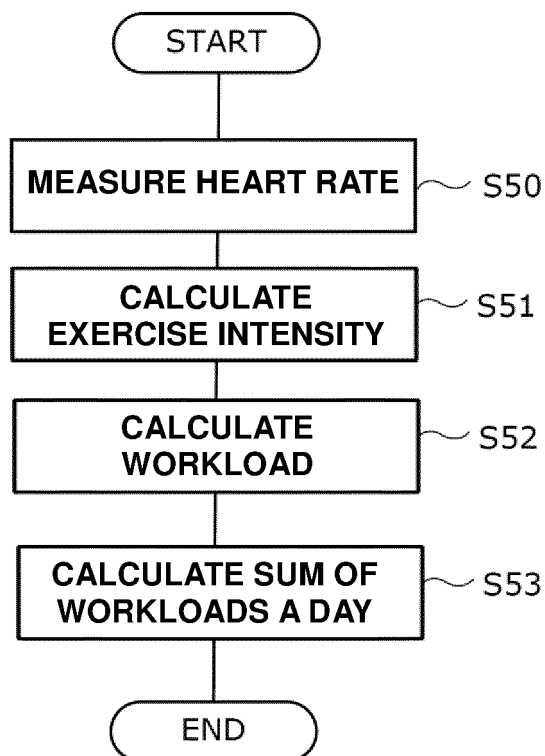 START
MEASURE HEART RATE
S50
CALCULATE
EXERCISE INTENSITY
S51
CALCULATE
WORKLOAD
S52
CALCULATE SUM OF
WORKLOADS A DAY
S53
END